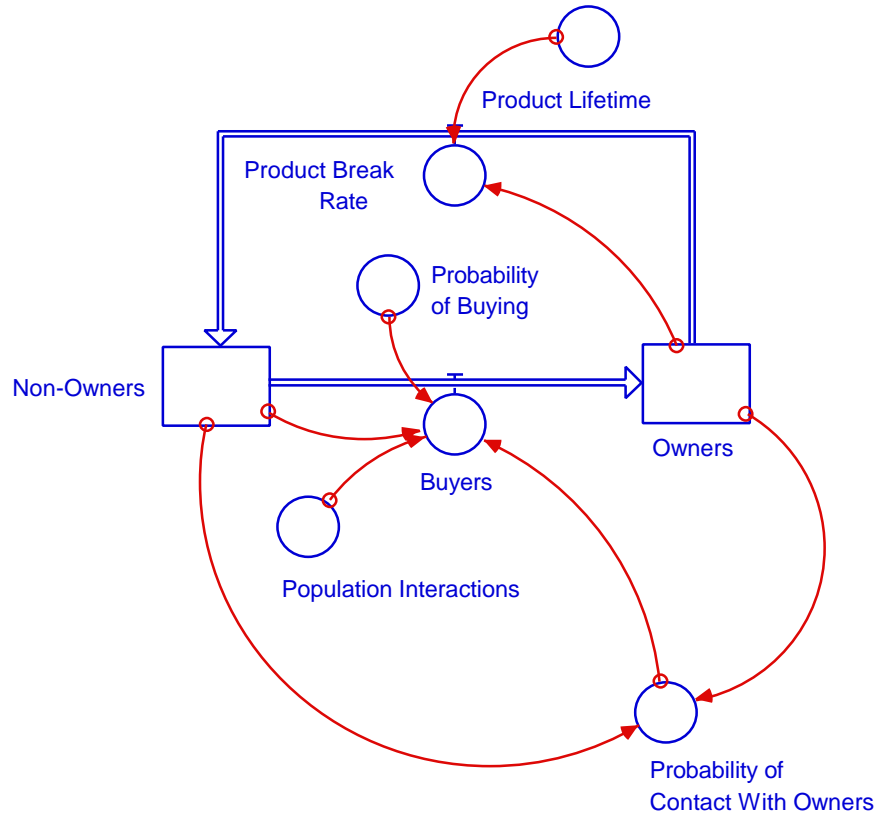 Product Lifetime
Product Break
Rate
Probability
of Buying
Non-Owners
Owners
Buyers
Population Interactions
Probability of
Contact With Owners